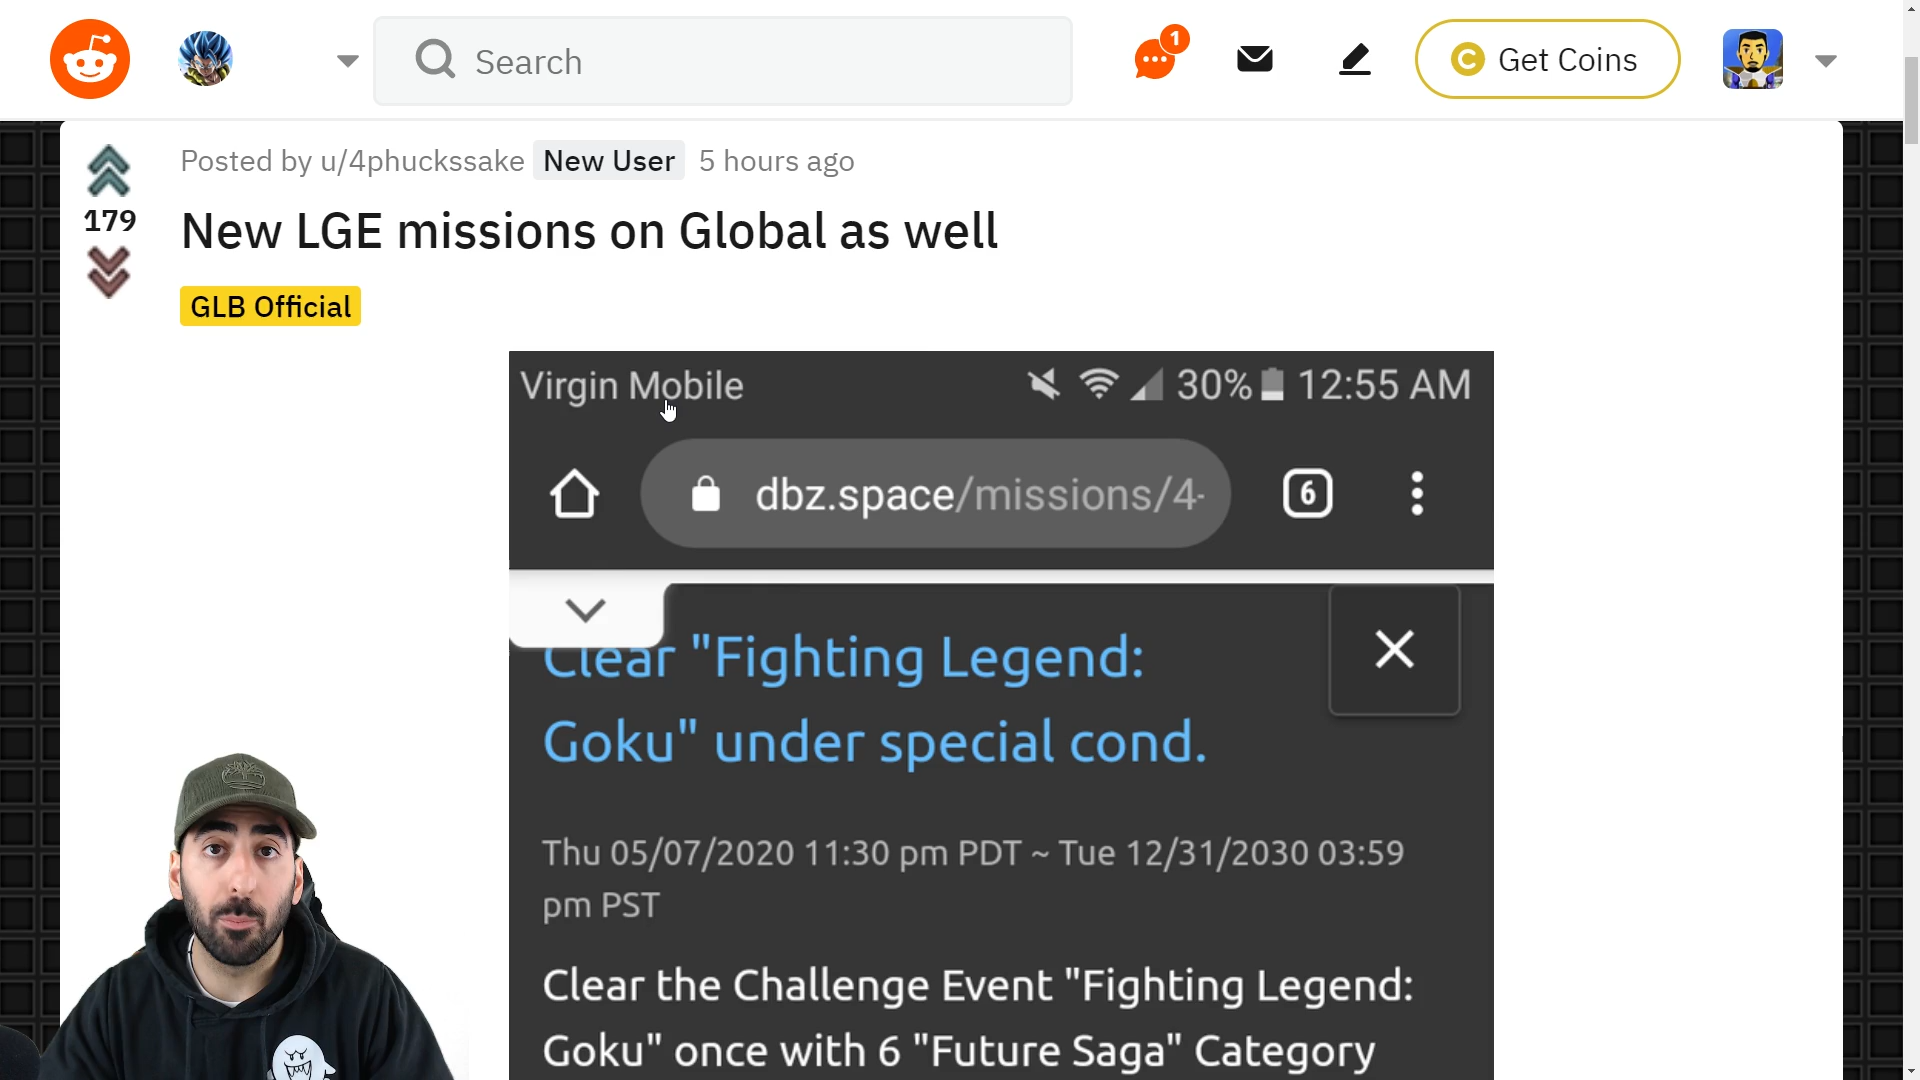 Search
1
Get Coins
Posted by u/4phuckssake New User 5 hours ago
179
New LGE missions on Global as well
GLB Official
Virgin Mobile 30% 12:55 AM
dbz.space/missions/4-
6
Clear "Fighting Legend:
Goku" under special cond.
Thu 05/07/2020 11:30 pm PDT ~ Tue 12/31/2030 03:59
pm PST
Clear the Challenge Event "Fighting Legend:
Goku" once with 6 "Future Saga" Category